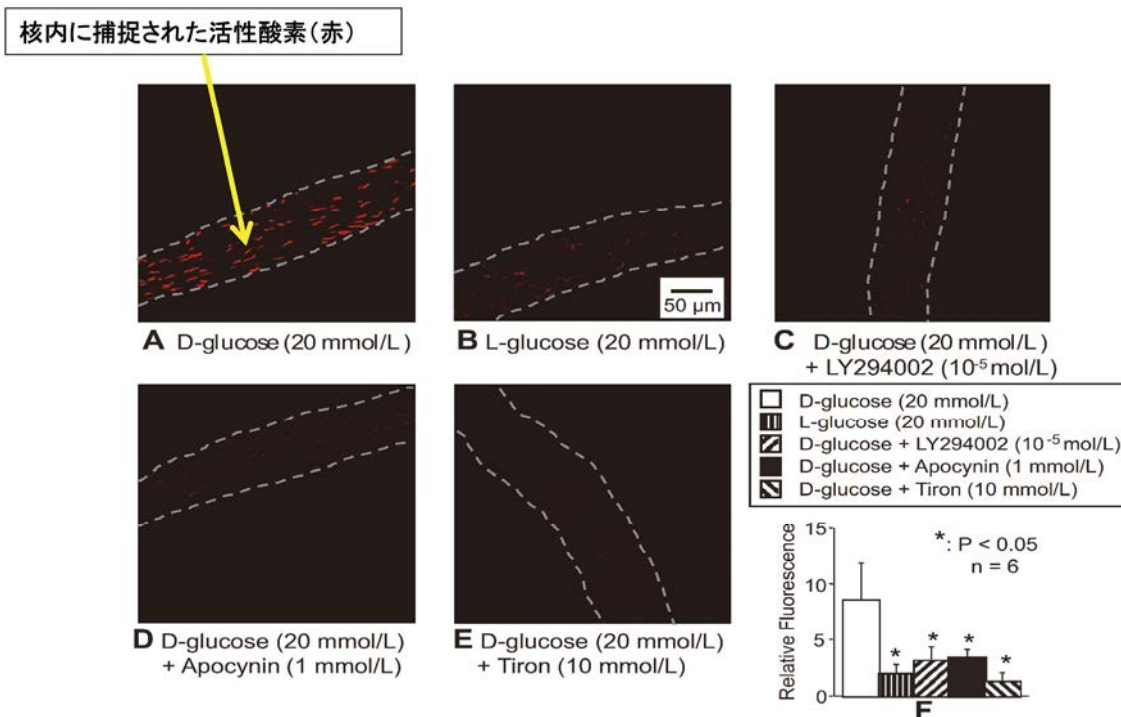 核内に捕捉された活性酸素(赤)
50 µm
A D-glucose (20 mmol/L)
B L-glucose (20 mmol/L)
C D-glucose (20 mmol/L)
+ LY294002 (10⁻⁵ mol/L)
D D-glucose (20 mmol/L)
+ Apocynin (1 mmol/L)
E D-glucose (20 mmol/L)
+ Tiron (10 mmol/L)
D-glucose (20 mmol/L)
L-glucose (20 mmol/L)
D-glucose + LY294002 (10⁻⁵ mol/L)
D-glucose + Apocynin (1 mmol/L)
D-glucose + Tiron (10 mmol/L)
Relative Fluorescence
15
10
5
0
*: P < 0.05
n = 6
* * * *